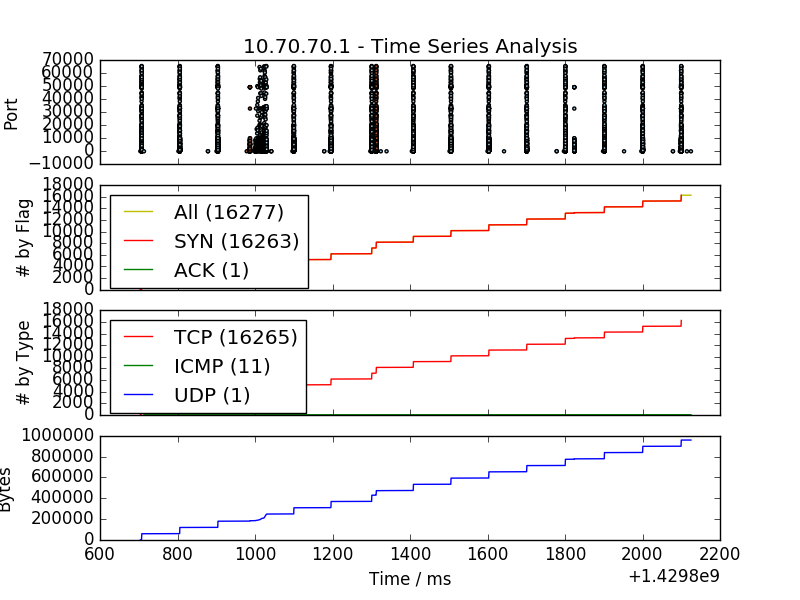 10.70.70.1 - Time Series Analysis
70000
60000
50000
40000
30000
20000
10000
0
−10000
Port
18000
16000
14000
12000
10000
8000
6000
4000
2000
0
# by Flag
All (16277)
SYN (16263)
ACK (1)
18000
16000
14000
12000
10000
8000
6000
4000
2000
0
# by Type
TCP (16265)
ICMP (11)
UDP (1)
1000000
800000
600000
400000
200000
0
Bytes
600 800 1000 1200 1400 1600 1800 2000 2200
Time / ms
+1.4298e9